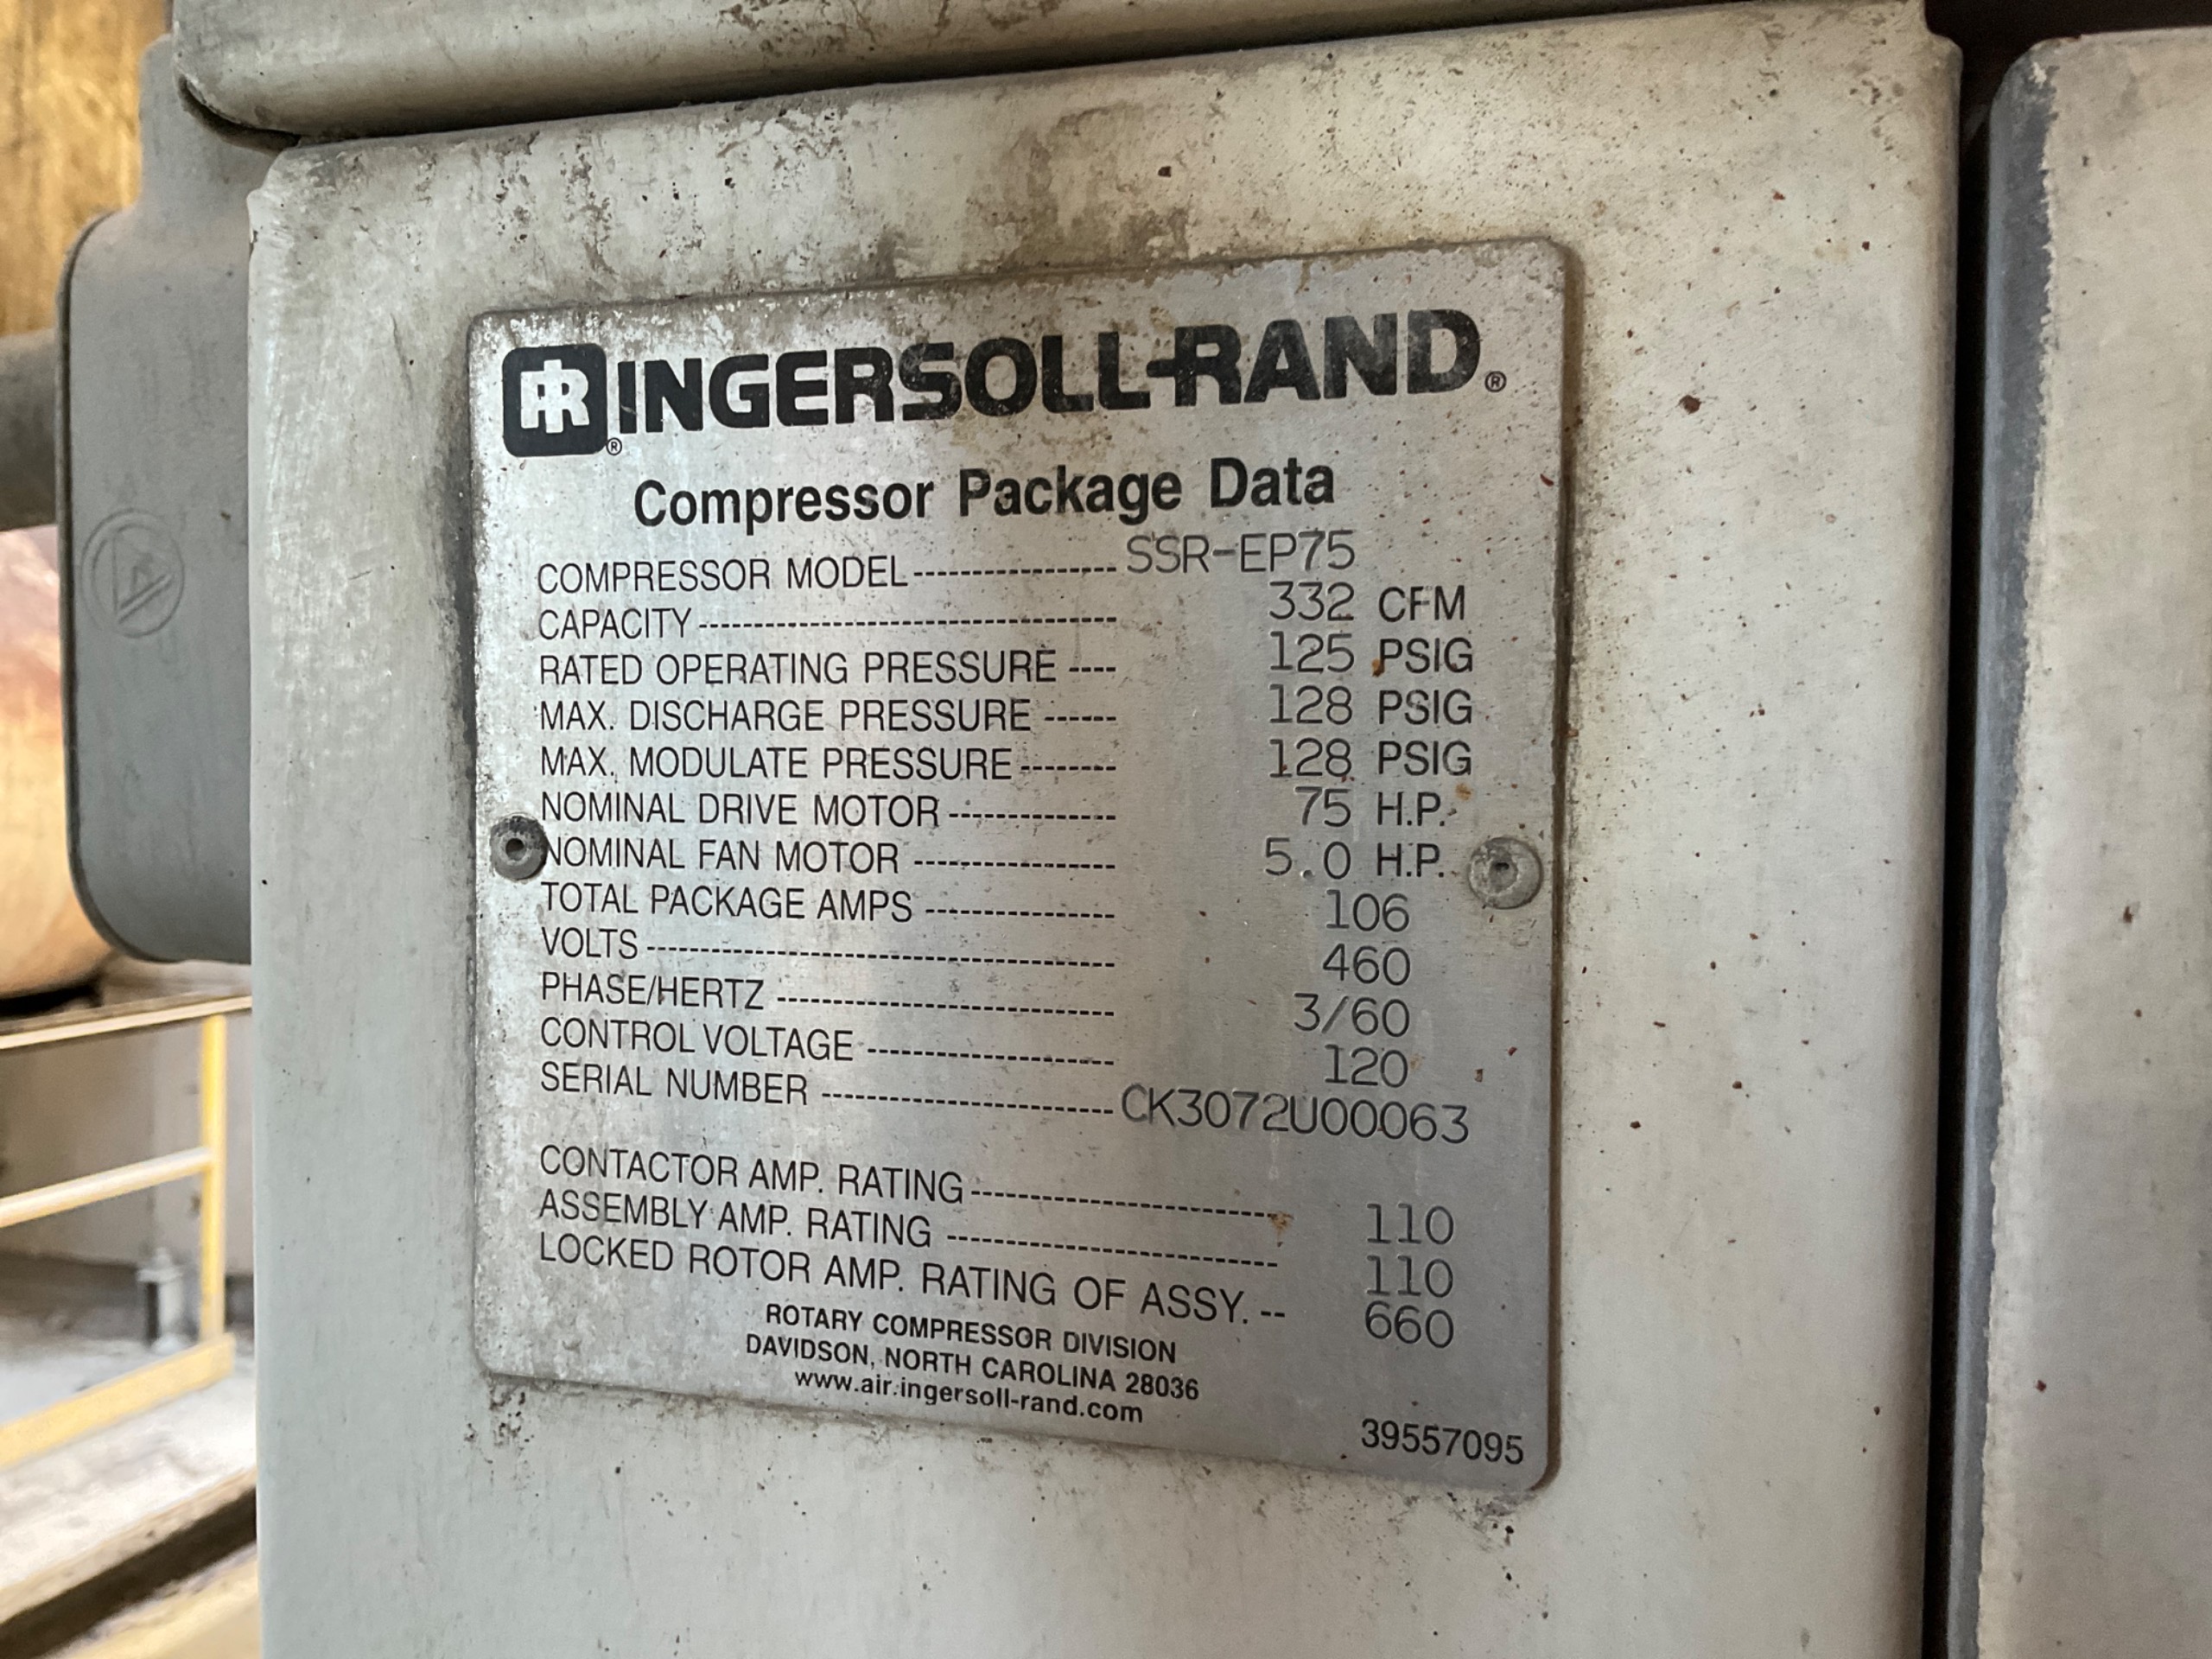 IR® INGERSOLL-RAND®
Compressor Package Data
COMPRESSOR MODEL---------------- SSR-EP75
CAPACITY-------------------------------------- 332 CFM
RATED OPERATING PRESSURE ---- 125 PSIG
MAX. DISCHARGE PRESSURE ------ 128 PSIG
MAX. MODULATE PRESSURE -------- 128 PSIG
NOMINAL DRIVE MOTOR -------------- 75 H.P.
NOMINAL FAN MOTOR ------------------ 5.0 H.P.
TOTAL PACKAGE AMPS ---------------- 106
VOLTS ------------------------------------------ 460
PHASE/HERTZ ------------------------------ 3/60
CONTROL VOLTAGE --------------------- 120
SERIAL NUMBER ------------------------- CK3072U00063
CONTACTOR AMP. RATING-------------------------- 110
ASSEMBLY AMP. RATING --------------------------- 110
LOCKED ROTOR AMP. RATING OF ASSY. -- 660
ROTARY COMPRESSOR DIVISION
DAVIDSON, NORTH CAROLINA 28036
www.air.ingersoll-rand.com
39557095